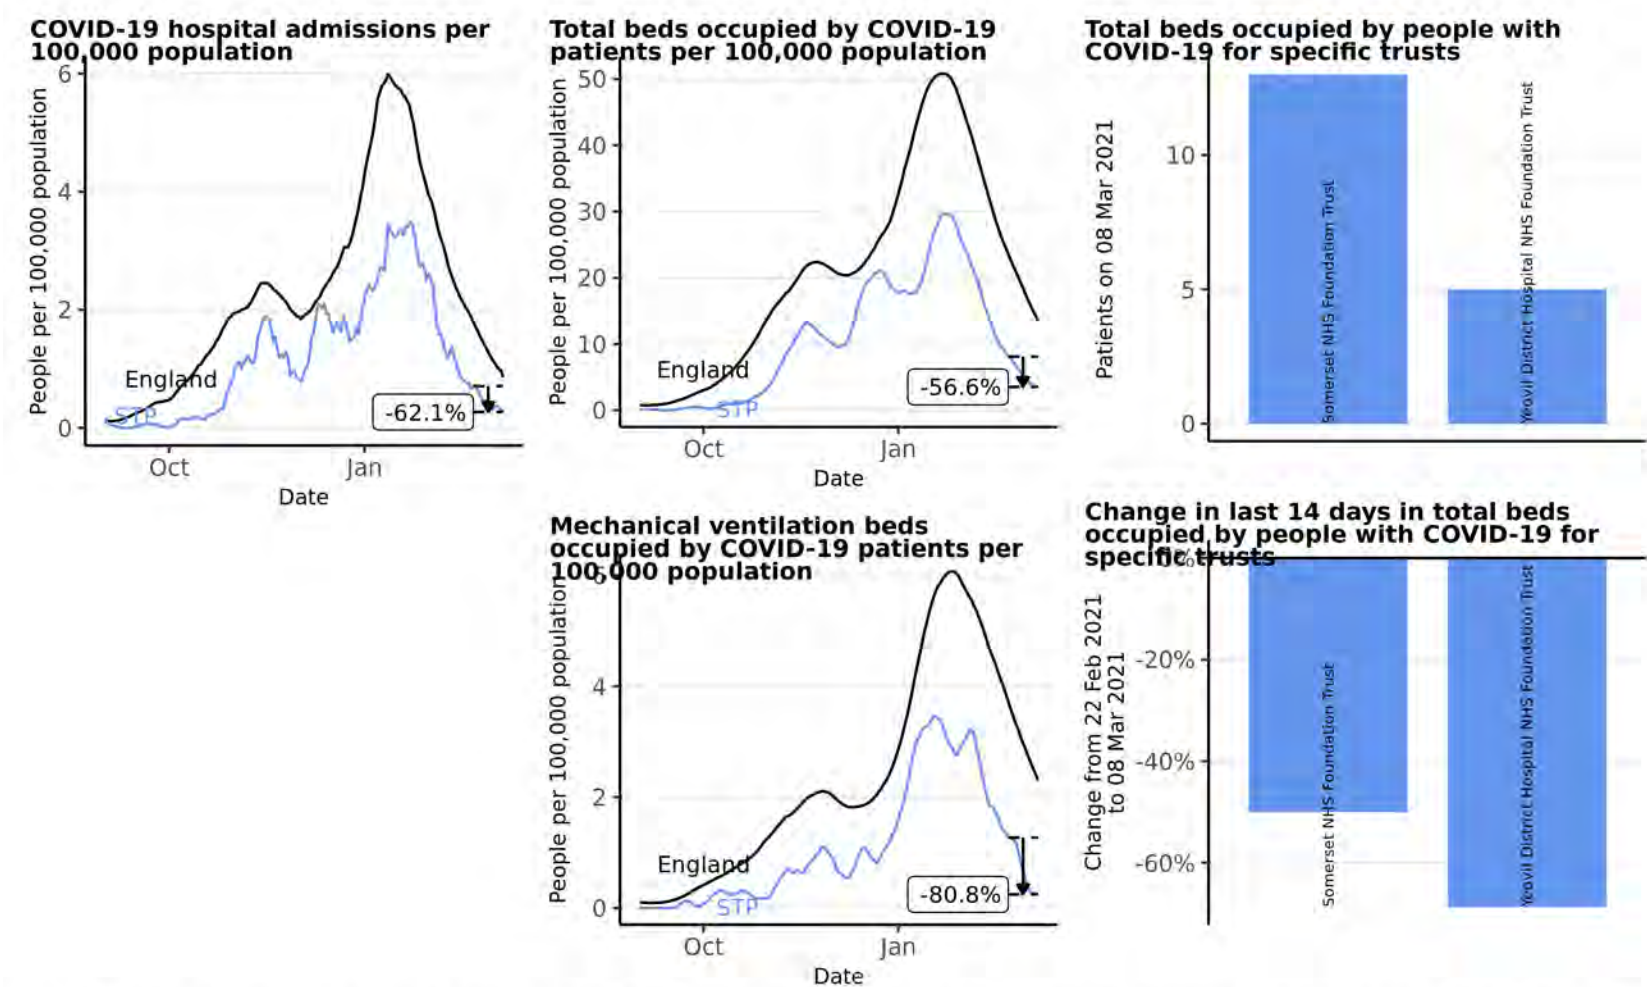 COVID-19 hospital admissions per
100,000 population
People per 100,000 population
6
4
2
0
England
STP
-62.1%
Oct
Jan
Date
Total beds occupied by COVID-19
patients per 100,000 population
People per 100,000 population
50
40
30
20
10
0
England
STP
-56.6%
Oct
Jan
Date
Total beds occupied by people with
COVID-19 for specific trusts
Patients on 08 Mar 2021
10
5
0
Somerset NHS Foundation Trust
Yeovil District Hospital NHS Foundation Trust
Mechanical ventilation beds
occupied by COVID-19 patients per
100,000 population
People per 100,000 population
6
4
2
0
England
STP
-80.8%
Oct
Jan
Date
Change in last 14 days in total beds
occupied by people with COVID-19 for
specific trusts
Change from 22 Feb 2021
to 08 Mar 2021
0%
-20%
-40%
-60%
Somerset NHS Foundation Trust
Yeovil District Hospital NHS Foundation Trust